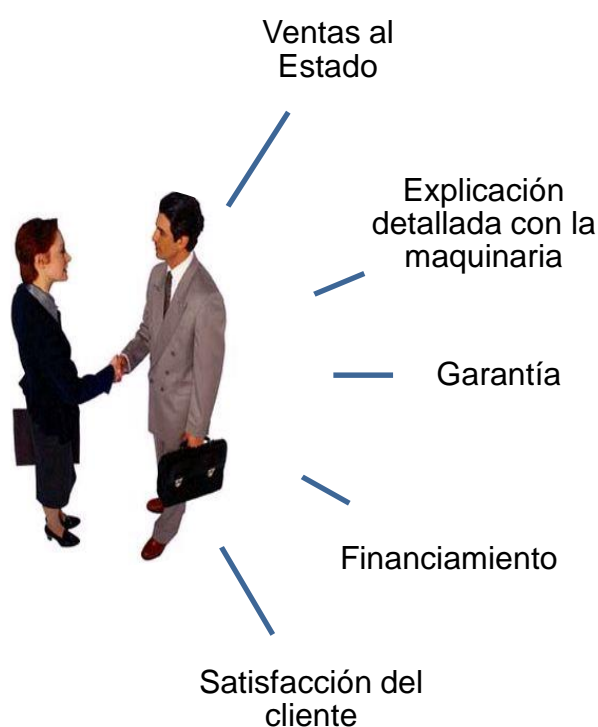 Ventas al
Estado
Explicación
detallada con la
maquinaria
Garantía
Financiamiento
Satisfacción del
cliente